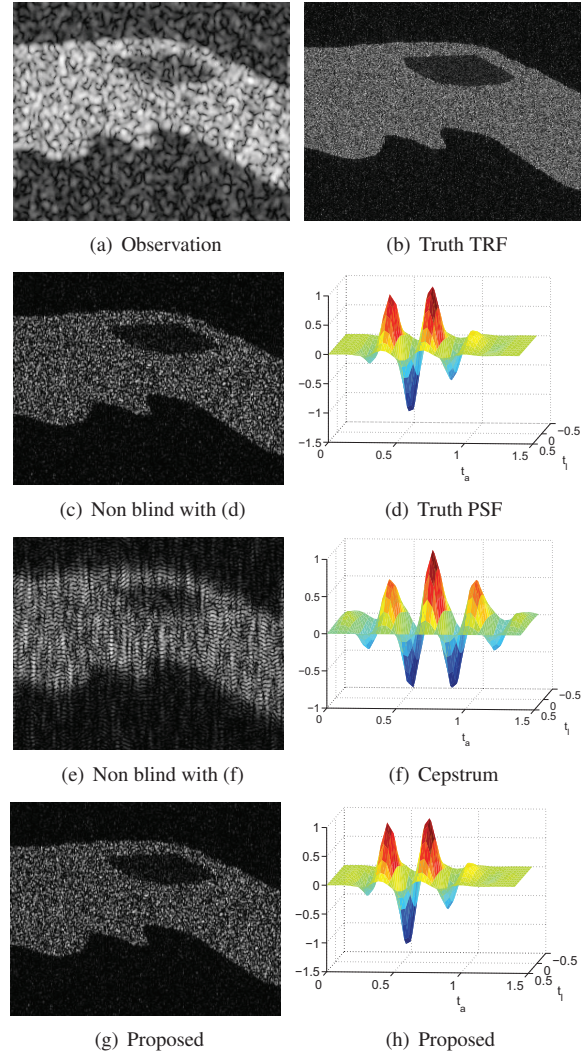 (a) Observation
(b) Truth TRF
1
0.5
0
−0.5
−1
−1.5
0
0.5
1
1.5
t_a
0.5
0
−0.5
t_l
(c) Non blind with (d)
(d) Truth PSF
1
0.5
0
−0.5
−1
0
0.5
1
1.5
t_a
0.5
0
−0.5
t_l
(e) Non blind with (f)
(f) Cepstrum
1
0.5
0
−0.5
−1
−1.5
0
0.5
1
1.5
t_a
0.5
0
−0.5
t_l
(g) Proposed
(h) Proposed